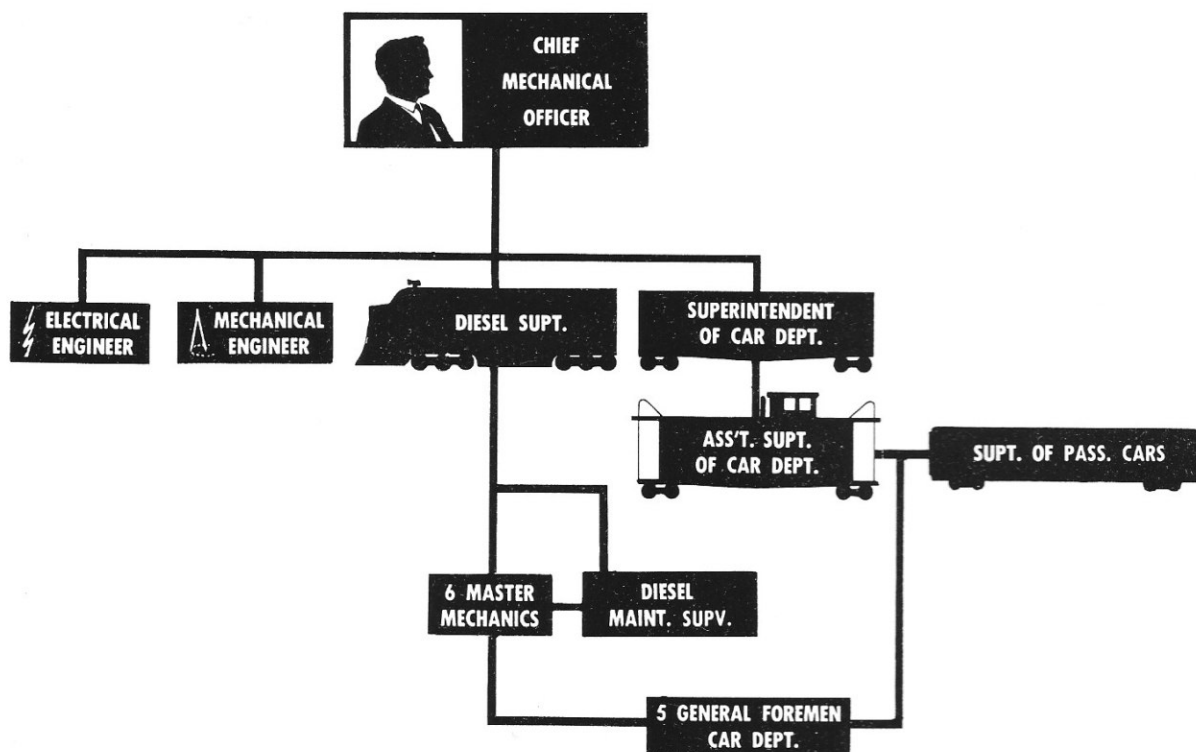 CHIEF
MECHANICAL
OFFICER
ELECTRICAL
ENGINEER
MECHANICAL
ENGINEER
DIESEL SUPT.
SUPERINTENDENT
OF CAR DEPT.
ASS'T. SUPT.
OF CAR DEPT.
SUPT. OF PASS. CARS
6 MASTER
MECHANICS
DIESEL
MAINT. SUPV.
5 GENERAL FOREMEN
CAR DEPT.